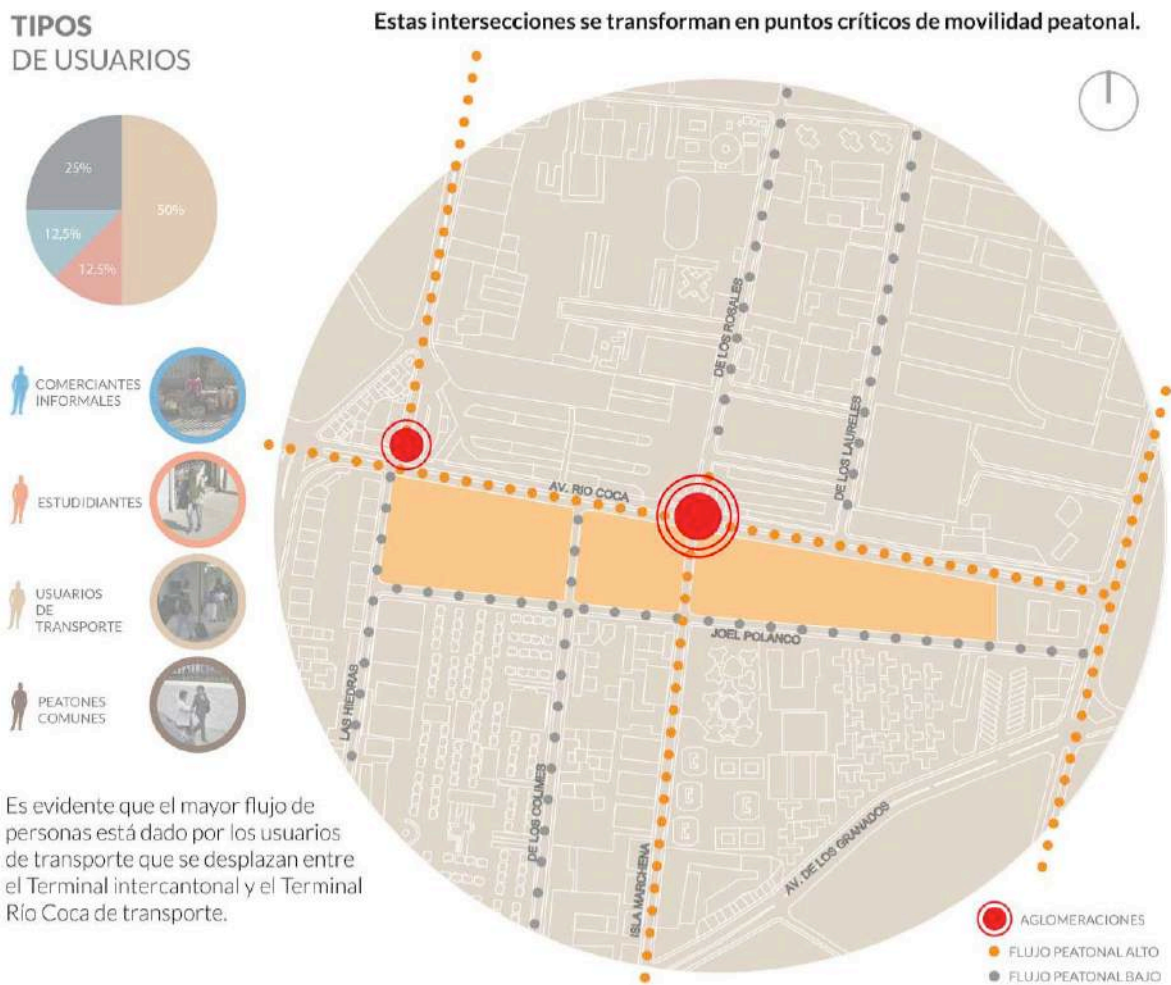 TIPOS
DE USUARIOS
Estas intersecciones se transforman en puntos críticos de movilidad peatonal.
25%
50%
12,5%
12,5%
COMERCIANTES
INFORMALES
ESTUDIDIANTES
USUARIOS
DE
TRANSPORTE
PEATONES
COMUNES
Es evidente que el mayor flujo de
personas está dado por los usuarios
de transporte que se desplazan entre
el Terminal intercantonal y el Terminal
Río Coca de transporte.
DE LOS ROSALES
DE LOS LAURELES
AV. RIO COCA
JOEL POLANCO
LAS HIEDRAS
DE LOS COLIMES
ISLA MARCHENA
AV. DE LOS GRANADOS
AGLOMERACIONES
FLUJO PEATONAL ALTO
FLUJO PEATONAL BAJO